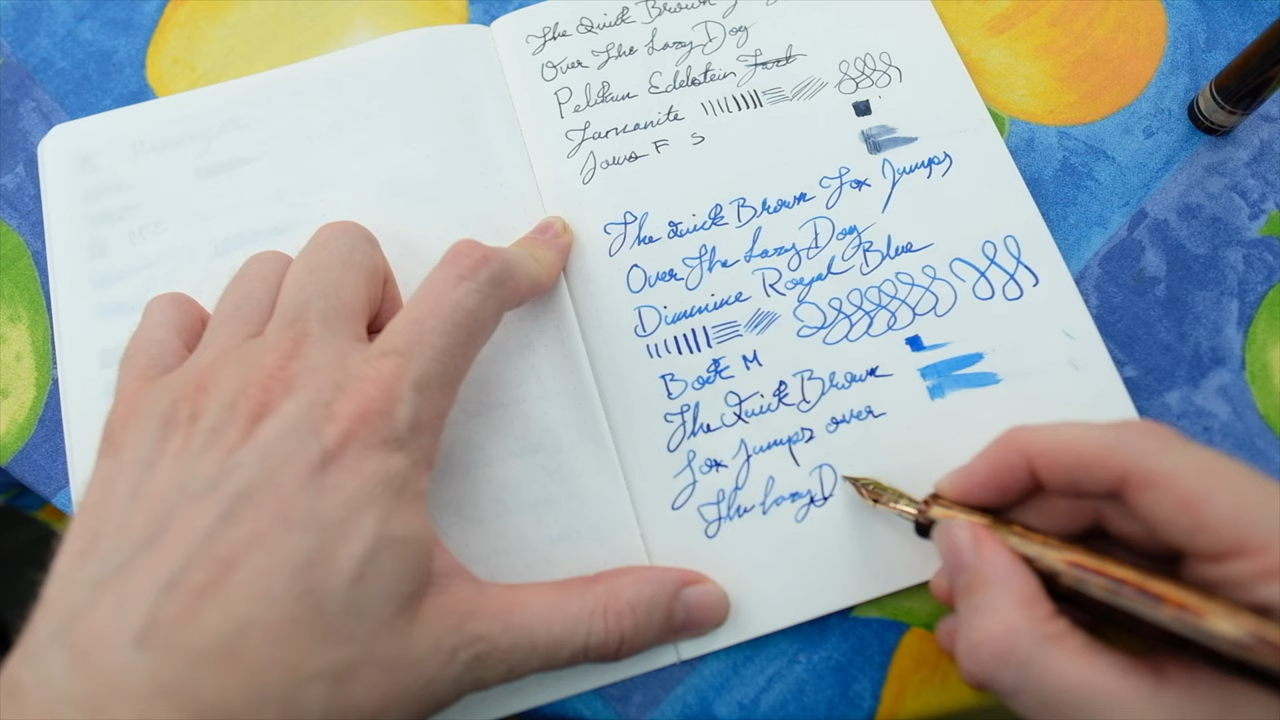 The Quick Brown
Over The Lazy Dog
Pelikan Edelstein
Tanzanite
Jowo F S
The Quick Brown Fox Jumps
Over The Lazy Dog
Diamine Royal Blue
Bock M
The Quick Brown
Fox Jumps over
The Lazy D